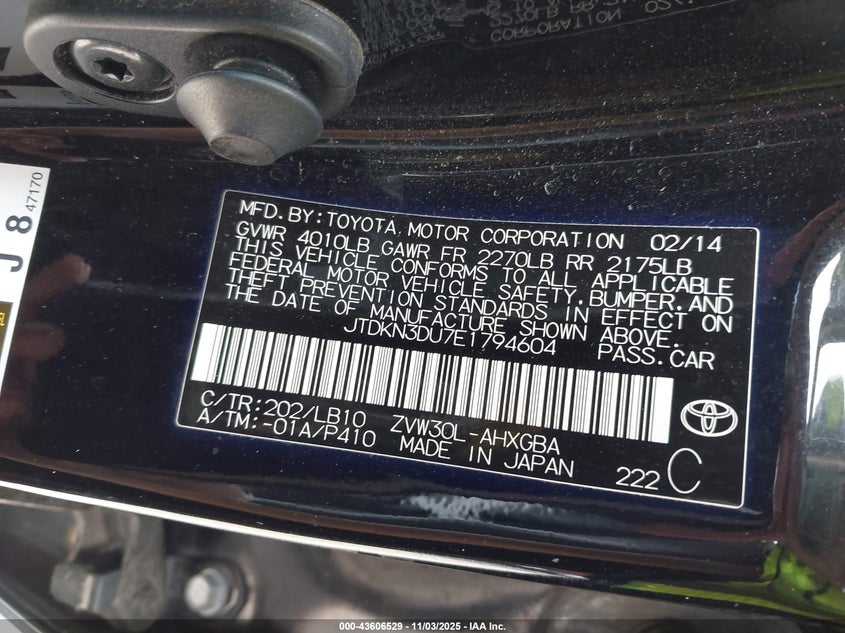 MFD. BY: TOYOTA MOTOR CORPORATION 02/14
GVWR 4010LB GAWR FR 2270LB RR 2175LB
THIS VEHICLE CONFORMS TO ALL APPLICABLE
FEDERAL MOTOR VEHICLE SAFETY, BUMPER, AND
THEFT PREVENTION STANDARDS IN EFFECT ON
THE DATE OF MANUFACTURE SHOWN ABOVE.
JTDKN3DU7E1794604 PASS. CAR
C/TR: 202/LB10 ZVW30L-AHXGBA
A/TM: -01A/P410 MADE IN JAPAN
222 C
J 8 47170
000-43606529 - 11/03/2025 - IAA Inc.